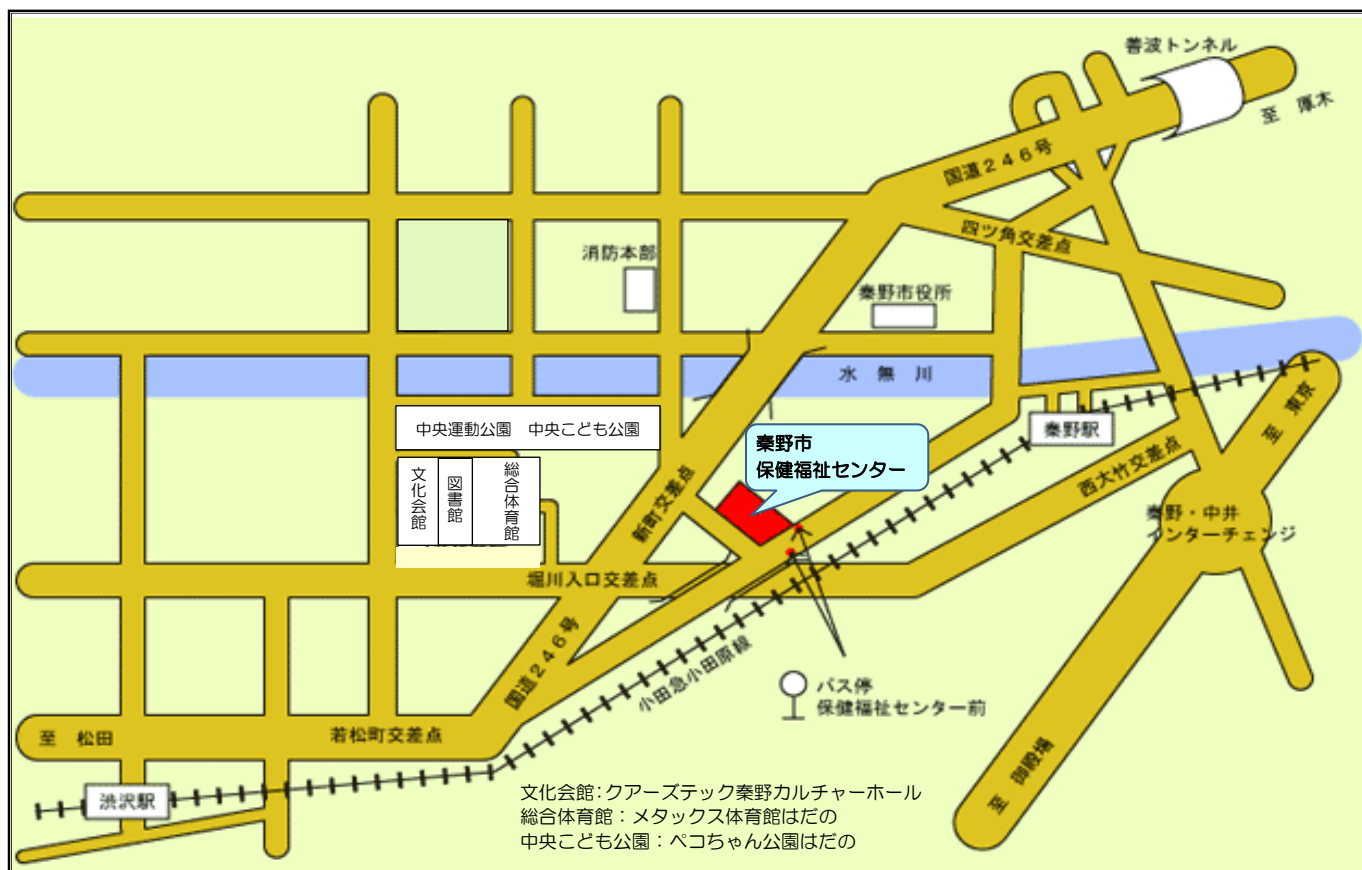 善波トンネル
至 厚木
国道246号
四ツ角交差点
消防本部
秦野市役所
水無川
中央運動公園 中央こども公園
秦野市
保健福祉センター
秦野駅
至 東京
西大竹交差点
文化会館
図書館
総合体育館
新町交差点
秦野・中井
インターチェンジ
堀川入口交差点
国道246号
小田急小田原線
バス停
保健福祉センター前
至 松田
若松町交差点
至 御殿場
渋沢駅
文化会館:クアーズテック秦野カルチャーホール
総合体育館:メタックス体育館はだの
中央こども公園:ペコちゃん公園はだの